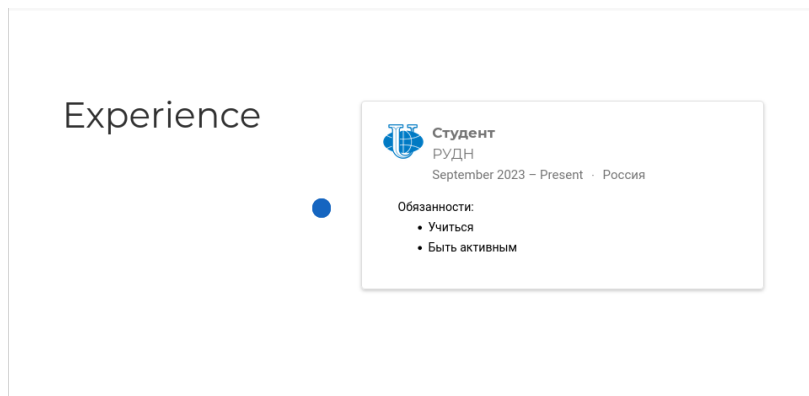 Experience
Студент
РУДН
September 2023 – Present · Россия
Обязанности:
• Учиться
• Быть активным